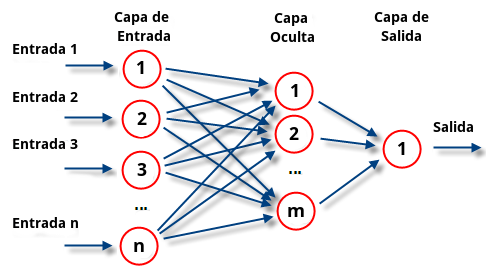 Capa de
Entrada
Capa
Oculta
Capa de
Salida
Entrada 1
1
Entrada 2
2
Entrada 3
3
...
Entrada n
n
1
2
...
m
1
Salida